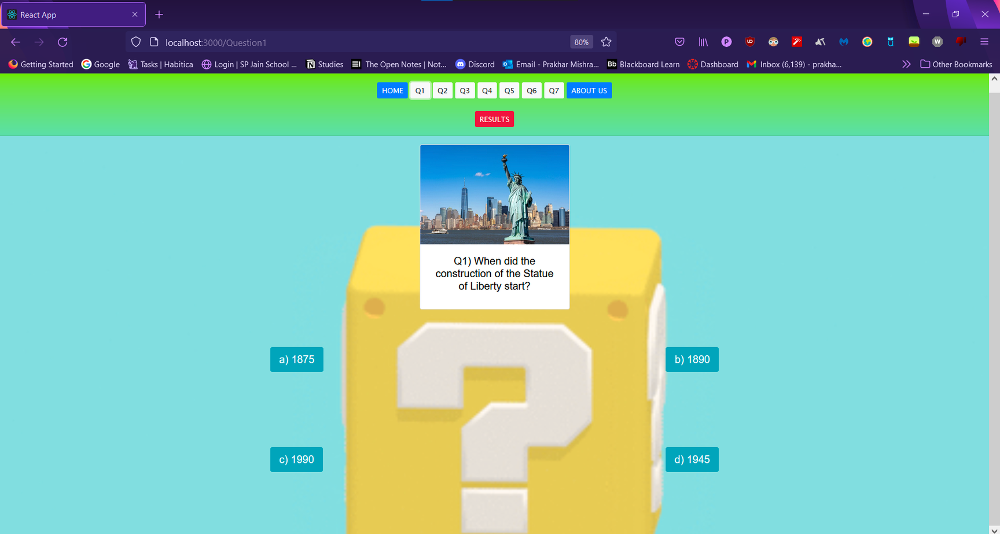 React App
localhost:3000/Question1
80%
Getting Started
Google
Tasks | Habitica
Login | SP Jain School ...
Studies
The Open Notes | Not...
Discord
Email - Prakhar Mishra...
Bb Blackboard Learn
Dashboard
Inbox (6,139) - prakha...
Other Bookmarks
HOME Q1 Q2 Q3 Q4 Q5 Q6 Q7 ABOUT US
RESULTS
Q1) When did the
construction of the Statue
of Liberty start?
a) 1875
b) 1890
c) 1990
d) 1945
?